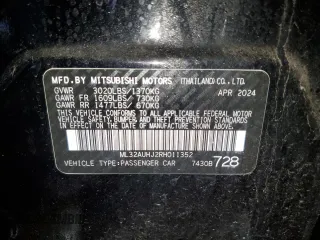 MFD.BY MITSUBISHI MOTORS (THAILAND CO.,LTD.
GVWR 3020LBS/1370KG APR 2024
GAWR FR 1609LBS/ 730KG
GAWR RR 1477LBS/ 670KG
THIS VEHICLE CONFORMS TO ALL APPLICABLE
FEDERAL MOTOR VEHICLE SAFETY, BUMPER, AND THEFT
PREVENTION STANDARDS IN EFFECT ON THE DATE OF
MANUFACTURE SHOWN ABOVE.
ML32AUHJ2RH011352
VEHICLE TYPE:PASSENGER CAR 7430B 728